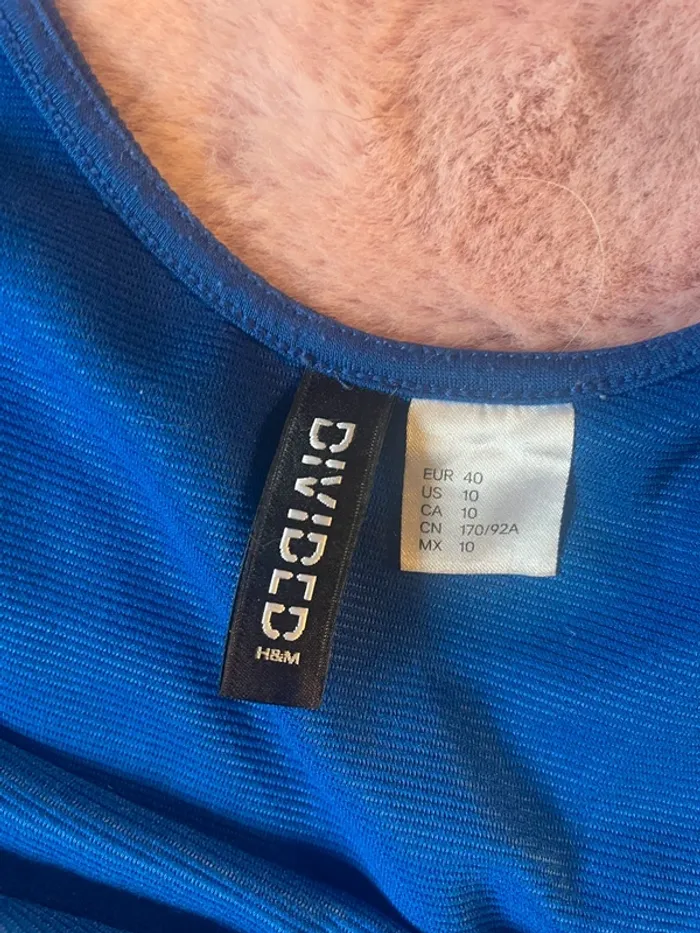 DIVIDED
H&M
EUR 40
US 10
CA 10
CN 170/92A
MX 10